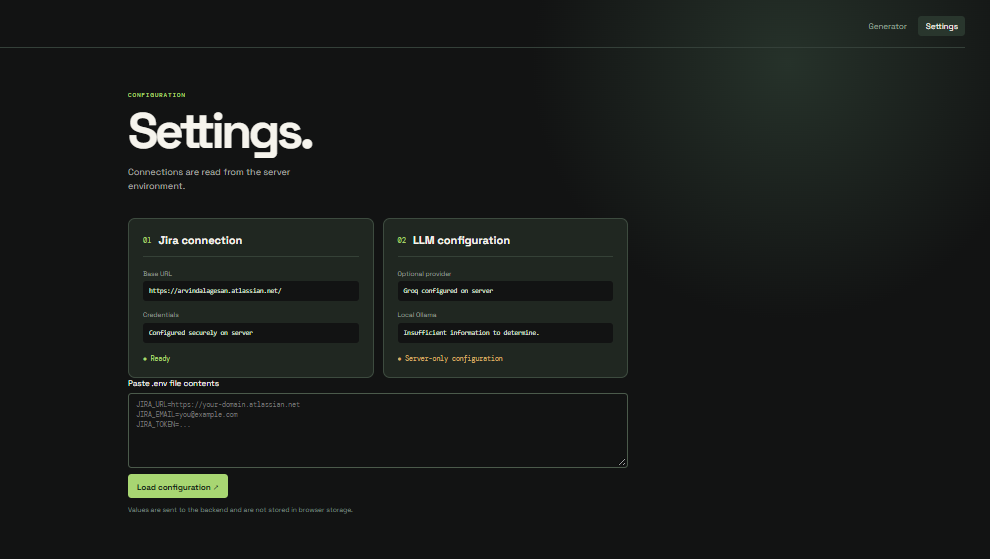 Generator
Settings
CONFIGURATION
Settings.
Connections are read from the server
environment.
01 Jira connection
Base URL
https://arvindalagesan.atlassian.net/
Credentials
Configured securely on server
● Ready
02 LLM configuration
Optional provider
Groq configured on server
Local Ollama
Insufficient information to determine.
● Server-only configuration
Paste .env file contents
JIRA_URL=https://your-domain.atlassian.net
JIRA_EMAIL=you@example.com
JIRA_TOKEN=...
Load configuration ↗
Values are sent to the backend and are not stored in browser storage.